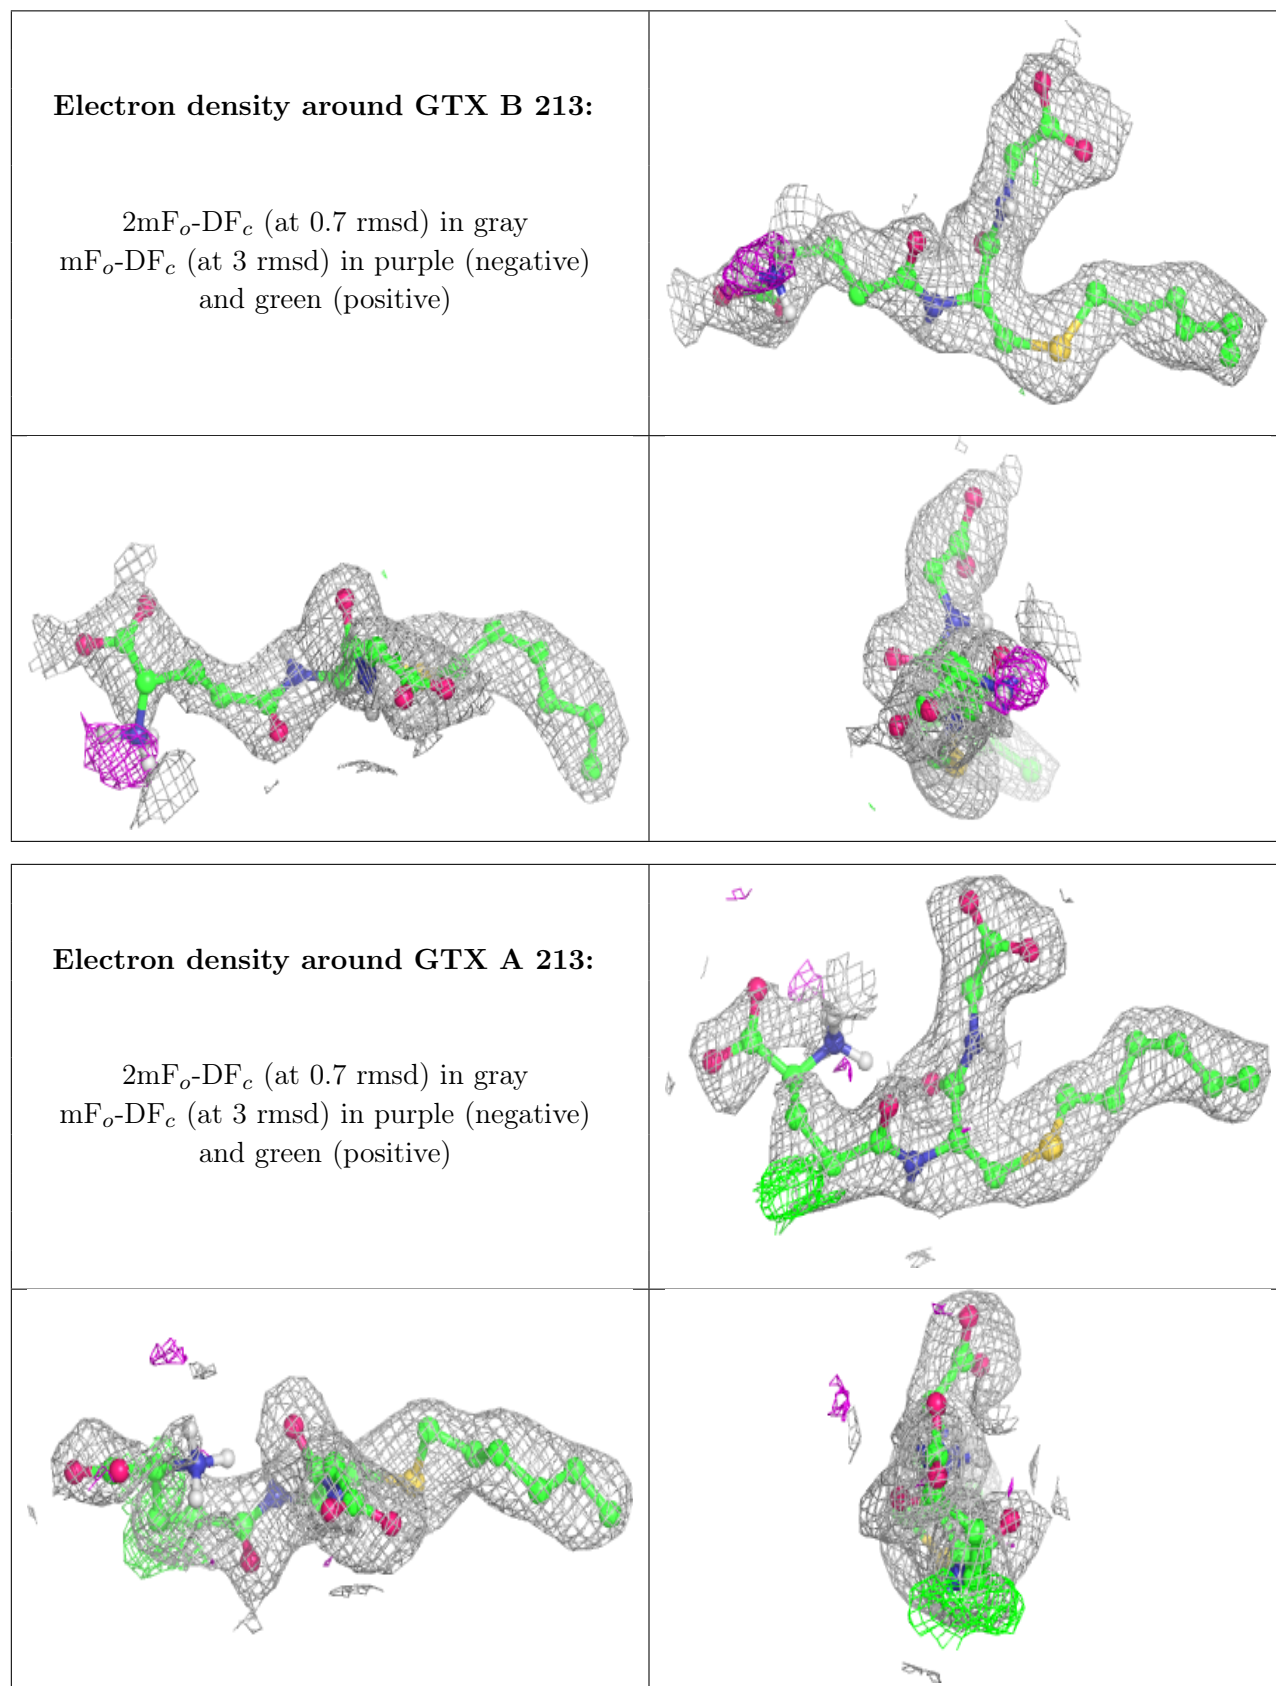 Electron density around GTX B 213:
2mFₒ-DF𝒸 (at 0.7 rmsd) in gray
mFₒ-DF𝒸 (at 3 rmsd) in purple (negative)
and green (positive)
Electron density around GTX A 213:
2mFₒ-DF𝒸 (at 0.7 rmsd) in gray
mFₒ-DF𝒸 (at 3 rmsd) in purple (negative)
and green (positive)